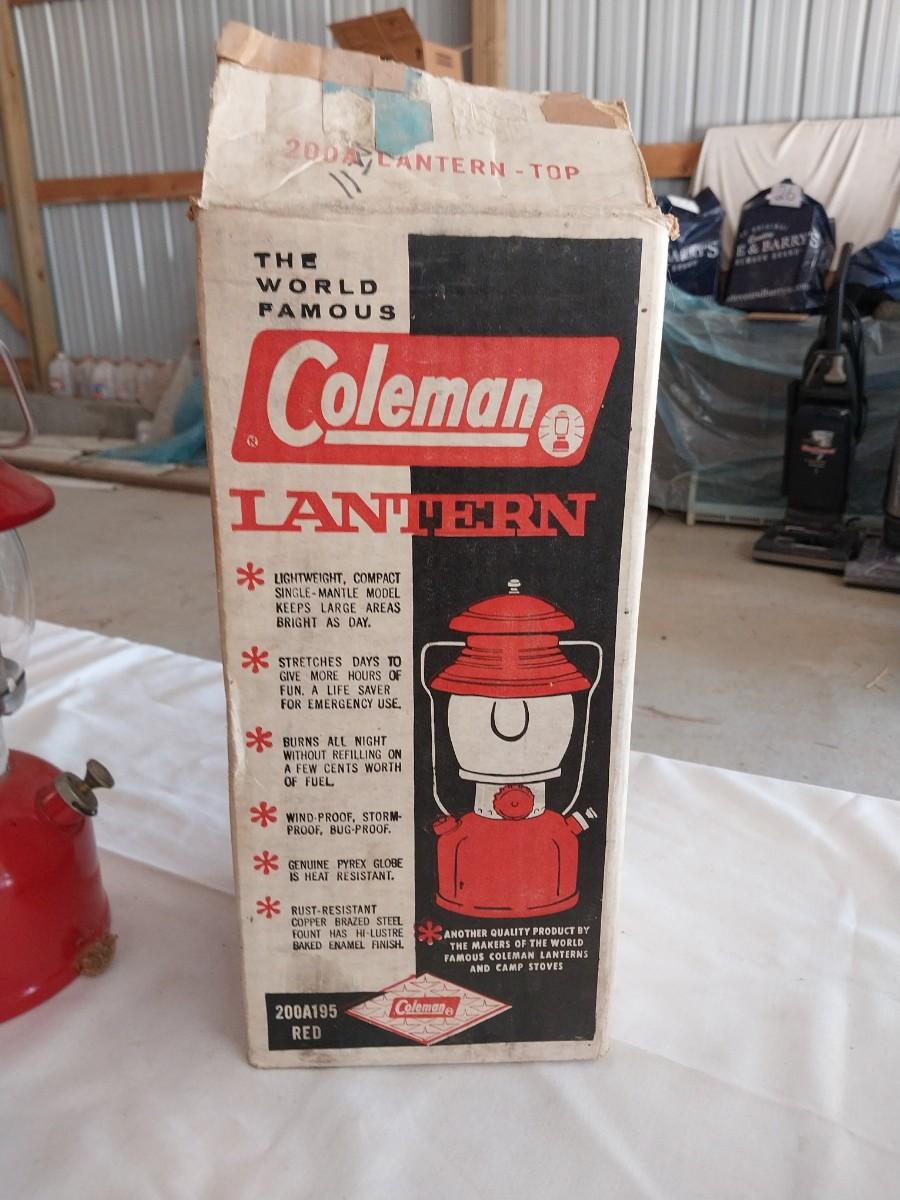 200A LANTERN - TOP
THE
WORLD
FAMOUS
Coleman
®
LANTERN
* LIGHTWEIGHT, COMPACT
SINGLE-MANTLE MODEL
KEEPS LARGE AREAS
BRIGHT AS DAY.
* STRETCHES DAYS TO
GIVE MORE HOURS OF
FUN. A LIFE SAVER
FOR EMERGENCY USE.
* BURNS ALL NIGHT
WITHOUT REFILLING ON
A FEW CENTS WORTH
OF FUEL.
* WIND-PROOF, STORM-
PROOF, BUG-PROOF.
* GENUINE PYREX GLOBE
IS HEAT RESISTANT.
* RUST-RESISTANT
COPPER BRAZED STEEL
FOUNT HAS HI-LUSTRE
BAKED ENAMEL FINISH.
* ANOTHER QUALITY PRODUCT BY
THE MAKERS OF THE WORLD
FAMOUS COLEMAN LANTERNS
AND CAMP STOVES
200A195
RED
Coleman®
ARRY'S
E & BARRY'S